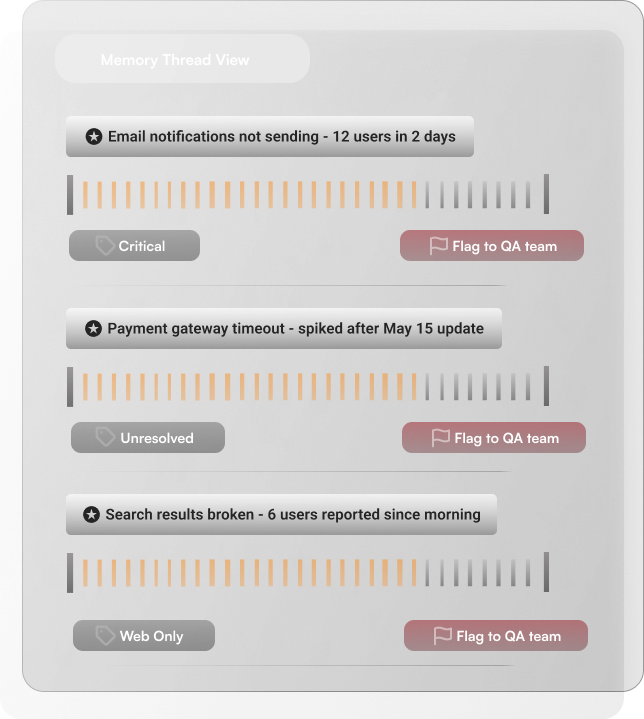 Memory Thread View
Email notifications not sending - 12 users in 2 days
Critical
Flag to QA team
Payment gateway timeout - spiked after May 15 update
Unresolved
Flag to QA team
Search results broken - 6 users reported since morning
Web Only
Flag to QA team